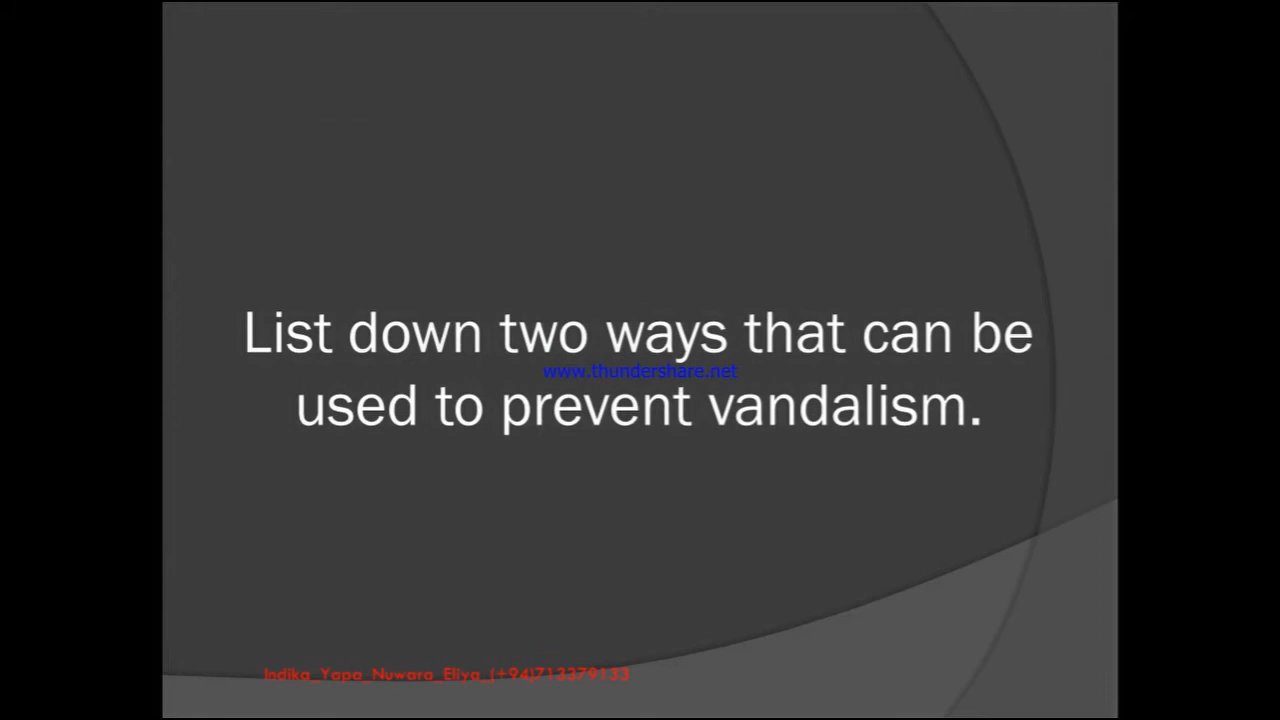 List down two ways that can be
www.thundershare.net
used to prevent vandalism.
Indika_Yapa_Nuwara_Eliya_(+94)713379133